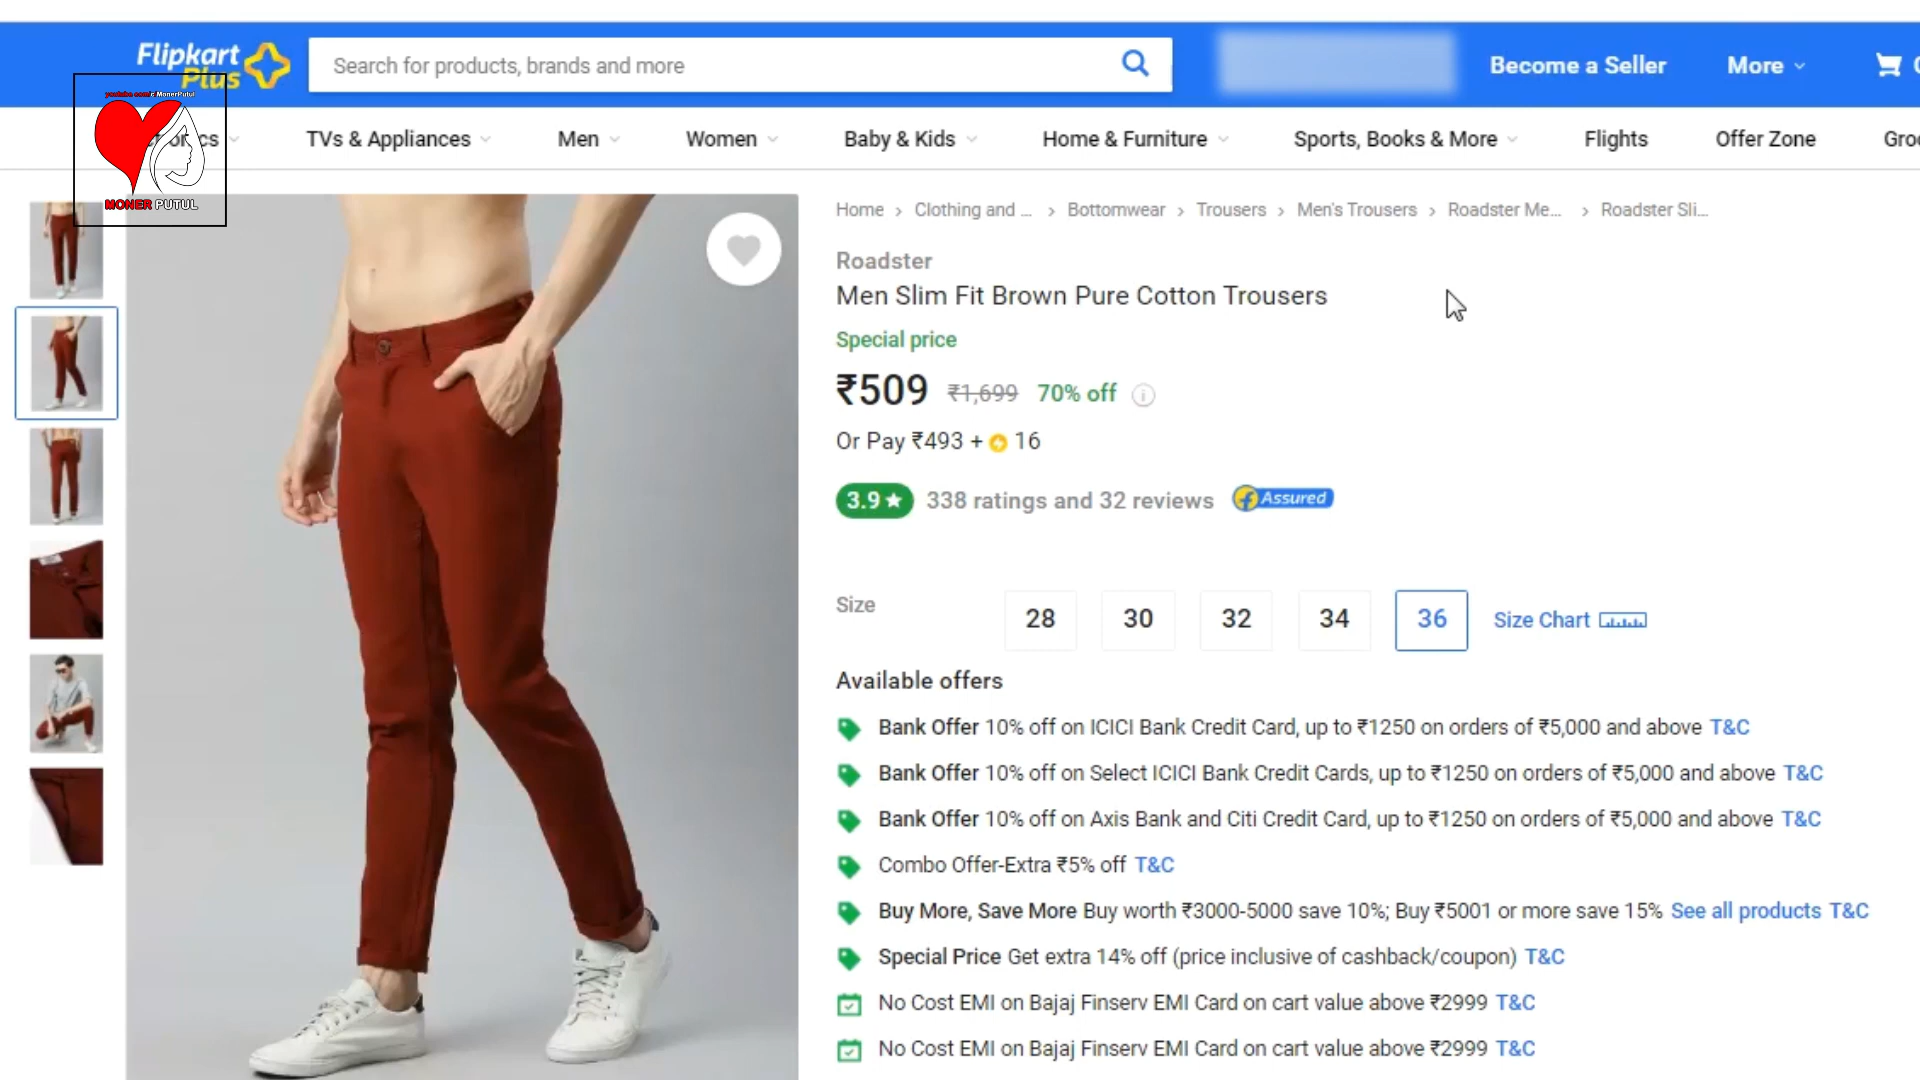 Flipkart
Plus
Search for products, brands and more
Become a Seller
More
MonerPutul
MONER PUTUL
TVs & Appliances
Men
Women
Baby & Kids
Home & Furniture
Sports, Books & More
Flights
Offer Zone
Home > Clothing and ... > Bottomwear > Trousers > Men's Trousers > Roadster Me... > Roadster Sli...
Roadster
Men Slim Fit Brown Pure Cotton Trousers
Special price
₹509 ₹1,699 70% off
Or Pay ₹493 + 16
3.9★ 338 ratings and 32 reviews Assured
Size 28 30 32 34 36 Size Chart
Available offers
Bank Offer 10% off on ICICI Bank Credit Card, up to ₹1250 on orders of ₹5,000 and above T&C
Bank Offer 10% off on Select ICICI Bank Credit Cards, up to ₹1250 on orders of ₹5,000 and above T&C
Bank Offer 10% off on Axis Bank and Citi Credit Card, up to ₹1250 on orders of ₹5,000 and above T&C
Combo Offer-Extra ₹5% off T&C
Buy More, Save More Buy worth ₹3000-5000 save 10%; Buy ₹5001 or more save 15% See all products T&C
Special Price Get extra 14% off (price inclusive of cashback/coupon) T&C
No Cost EMI on Bajaj Finserv EMI Card on cart value above ₹2999 T&C
No Cost EMI on Bajaj Finserv EMI Card on cart value above ₹2999 T&C